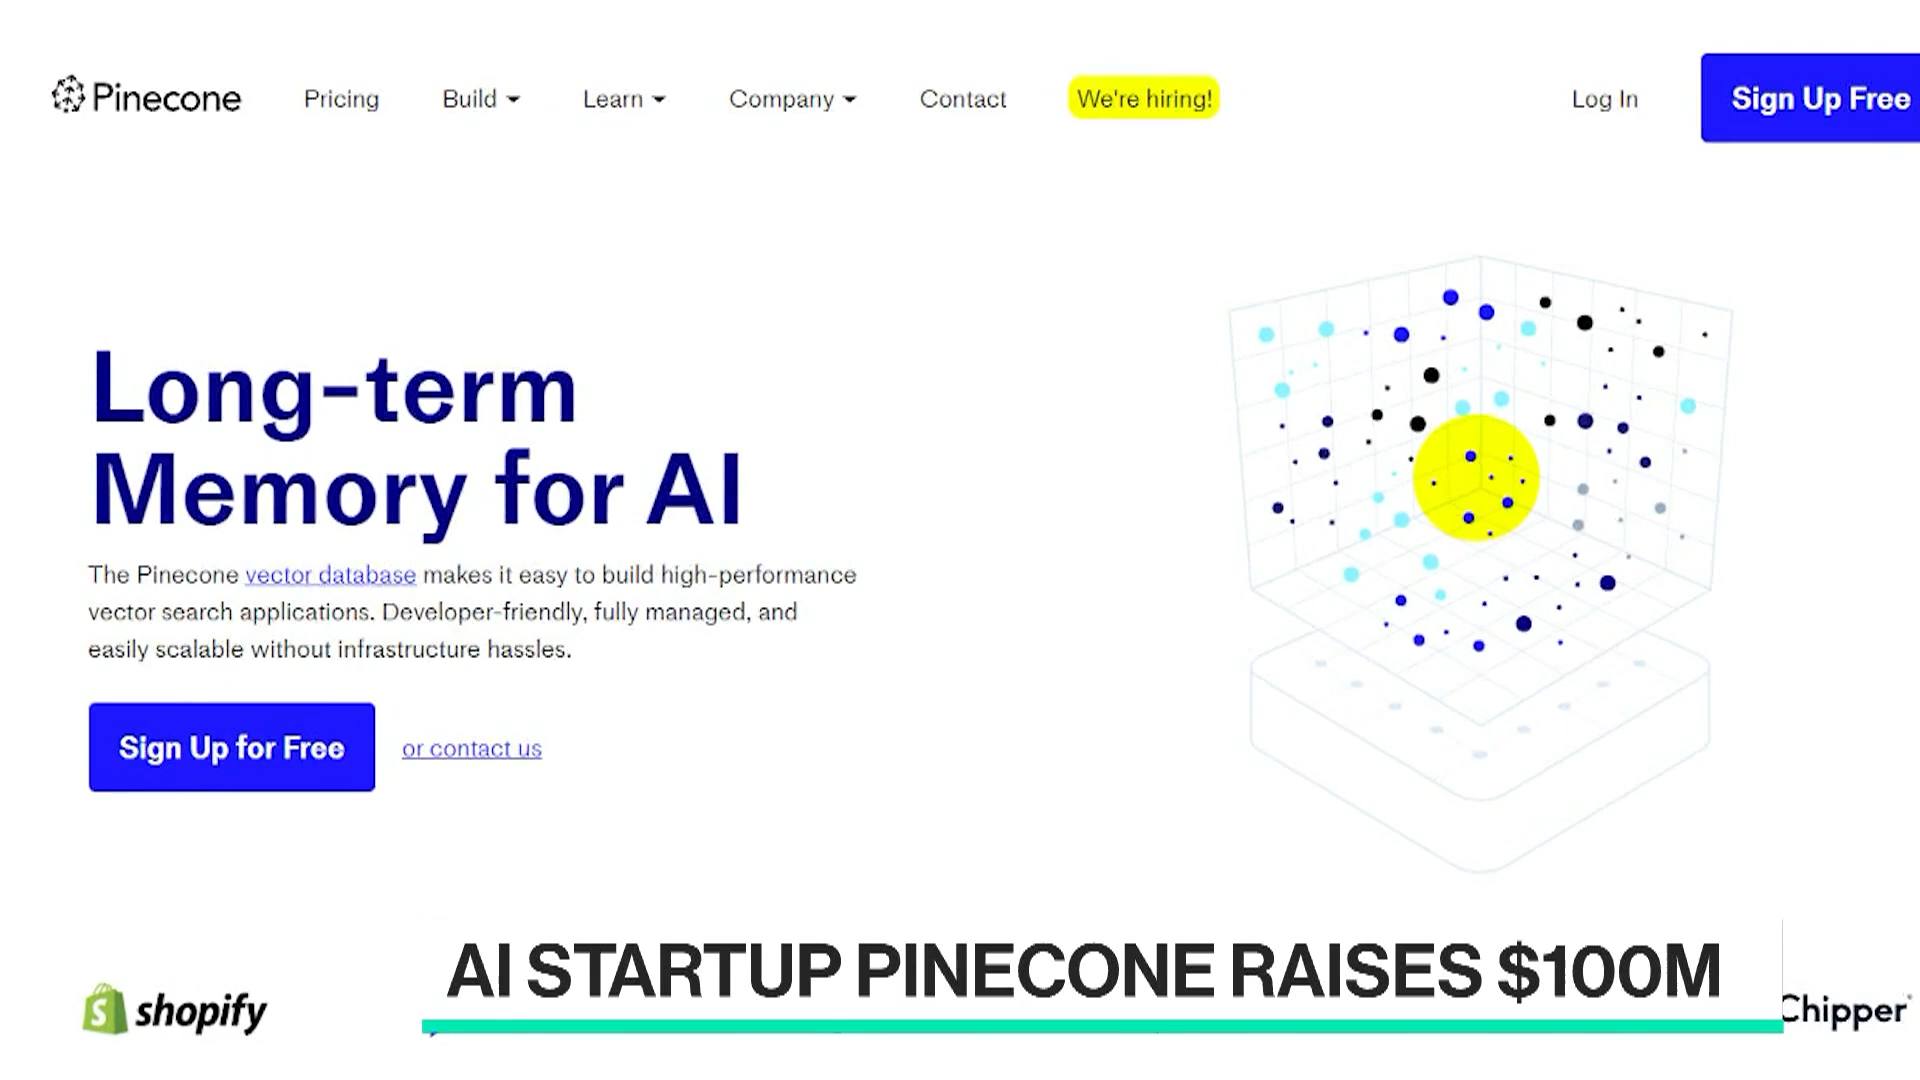 Pinecone Pricing Build Learn Company Contact We're hiring! Log In Sign Up Free
Long-term
Memory for AI
The Pinecone vector database makes it easy to build high-performance
vector search applications. Developer-friendly, fully managed, and
easily scalable without infrastructure hassles.
Sign Up for Free or contact us
AI STARTUP PINECONE RAISES $100M
shopify Chipper